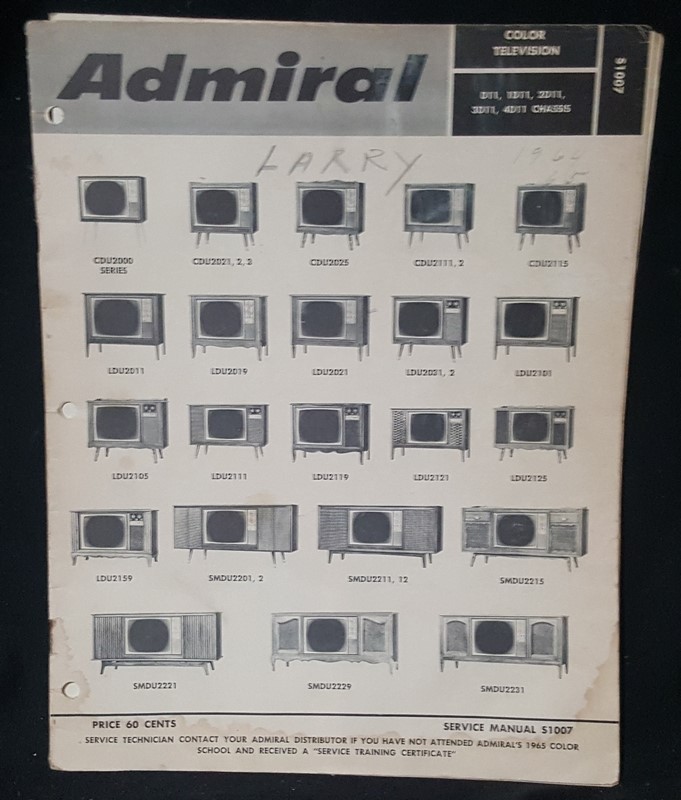 Admiral
COLOR
TELEVISION
D11, 1D11, 2D11,
3D11, 4D11 CHASSIS
S1007
LARRY
CDU2000
SERIES
CDU2021, 2, 3
CDU2025
CDU2111, 2
CDU2115
LDU2011
LDU2019
LDU2021
LDU2031, 2
LDU2101
LDU2105
LDU2111
LDU2119
LDU2121
LDU2125
LDU2159
SMDU2201, 2
SMDU2211, 12
SMDU2215
SMDU2221
SMDU2229
SMDU2231
PRICE 60 CENTS
SERVICE MANUAL S1007
SERVICE TECHNICIAN CONTACT YOUR ADMIRAL DISTRIBUTOR IF YOU HAVE NOT ATTENDED ADMIRAL'S 1965 COLOR
SCHOOL AND RECEIVED A "SERVICE TRAINING CERTIFICATE"